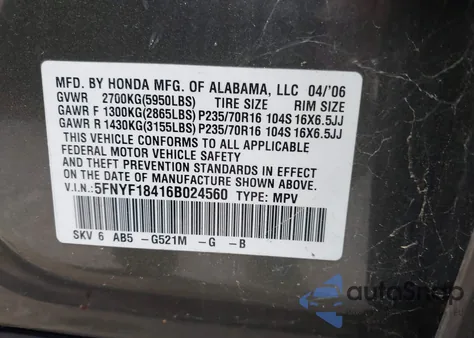 MFD. BY HONDA MFG. OF ALABAMA, LLC 04/'06
GVWR 2700KG(5950LBS) TIRE SIZE RIM SIZE
GAWR F 1300KG(2865LBS) P235/70R16 104S 16X6.5JJ
GAWR R 1430KG(3155LBS) P235/70R16 104S 16X6.5JJ
THIS VEHICLE CONFORMS TO ALL APPLICABLE
FEDERAL MOTOR VEHICLE SAFETY, BUMPER, AND
THEFT PREVENTION STANDARDS IN EFFECT ON
THE DATE OF MANUFACTURE SHOWN ABOVE.
V.I.N.: 5FNYF18416B024560 TYPE: MPV
SKV 6 AB5 -G521M -G -B
autoSnap